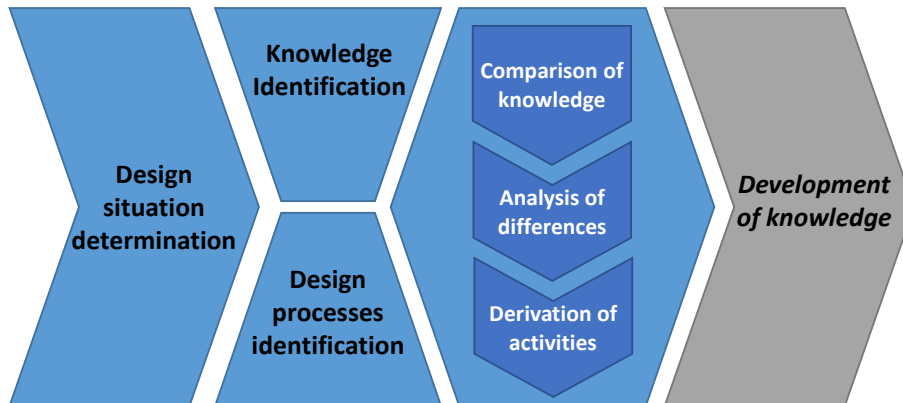 Design
situation
determination
Knowledge
Identification
Design
processes
identification
Comparison of
knowledge
Analysis of
differences
Derivation of
activities
Development
of knowledge